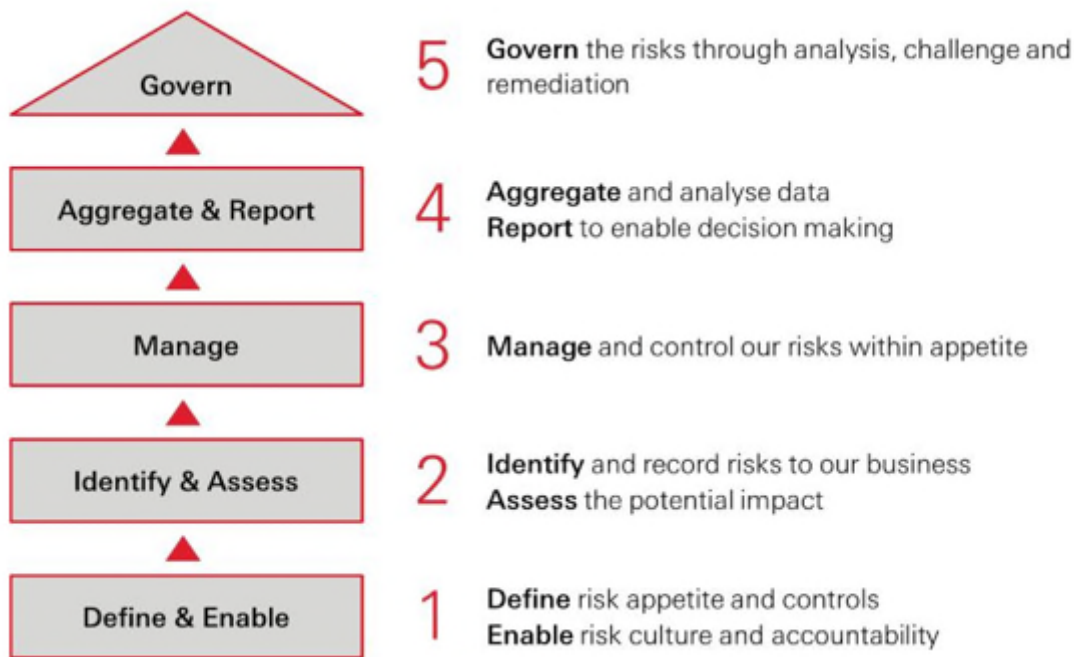 Govern
5
Govern the risks through analysis, challenge and
remediation
Aggregate & Report
4
Aggregate and analyse data
Report to enable decision making
Manage
3
Manage and control our risks within appetite
Identify & Assess
2
Identify and record risks to our business
Assess the potential impact
Define & Enable
1
Define risk appetite and controls
Enable risk culture and accountability